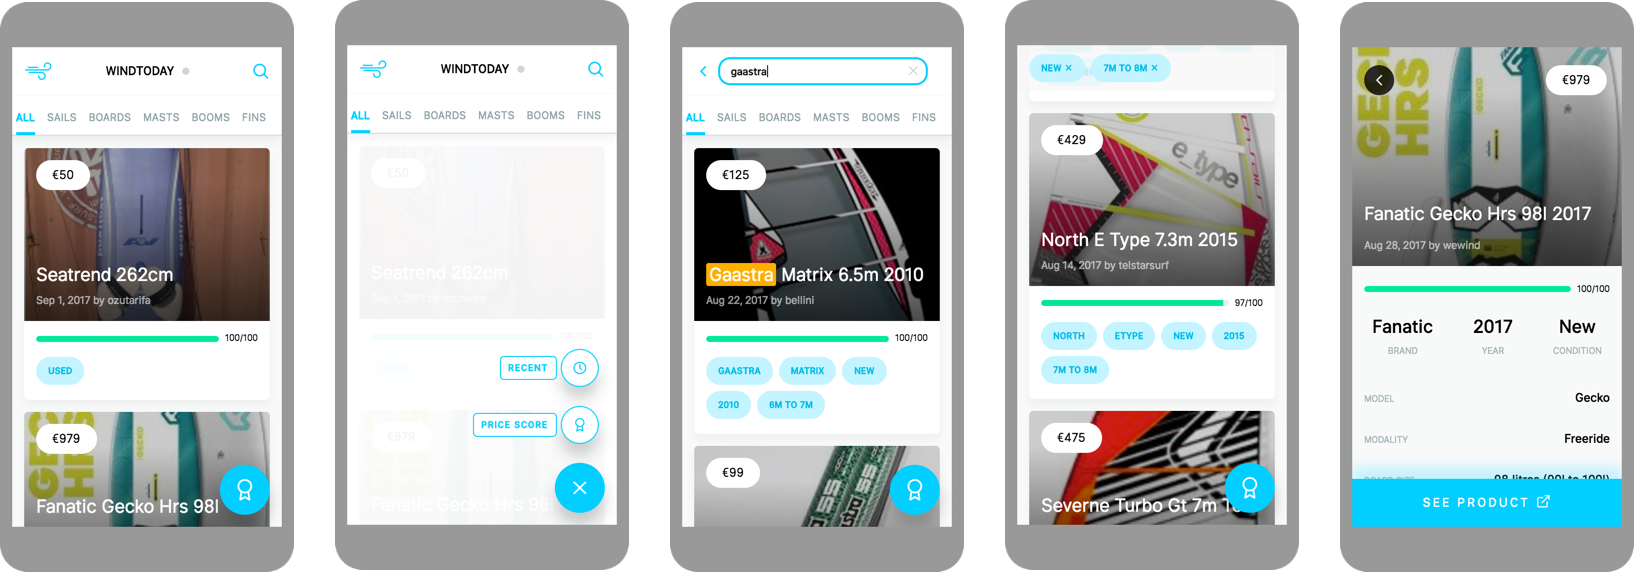 WINDTODAY
ALL SAILS BOARDS MASTS BOOMS FINS
€50
Seatrend 262cm
Sep 1, 2017 by ozutarifa
100/100
USED
€979
Fanatic Gecko Hrs 98l
WINDTODAY
ALL SAILS BOARDS MASTS BOOMS FINS
€50
Seatrend 262cm
Sep 1, 2017 by ozutarifa
100/100
RECENT
€979
PRICE SCORE
Fanatic Gecko Hrs 98
gaastra
ALL SAILS BOARDS MASTS BOOMS FINS
€125
Gaastra Matrix 6.5m 2010
Aug 22, 2017 by bellini
100/100
GAASTRA MATRIX NEW
2010 6M TO 7M
€99
NEW × 7M TO 8M ×
€429
e_type
North E Type 7.3m 2015
Aug 14, 2017 by telstarsurf
97/100
NORTH ETYPE NEW 2015
7M TO 8M
€475
Severne Turbo Gt 7m
€979
GECKO
HRS
Fanatic Gecko Hrs 98l 2017
Aug 28, 2017 by wewind
100/100
Fanatic 2017 New
BRAND YEAR CONDITION
MODEL Gecko
MODALITY Freeride
BOARD SIZE 98 litros (90l to 100l)
SEE PRODUCT